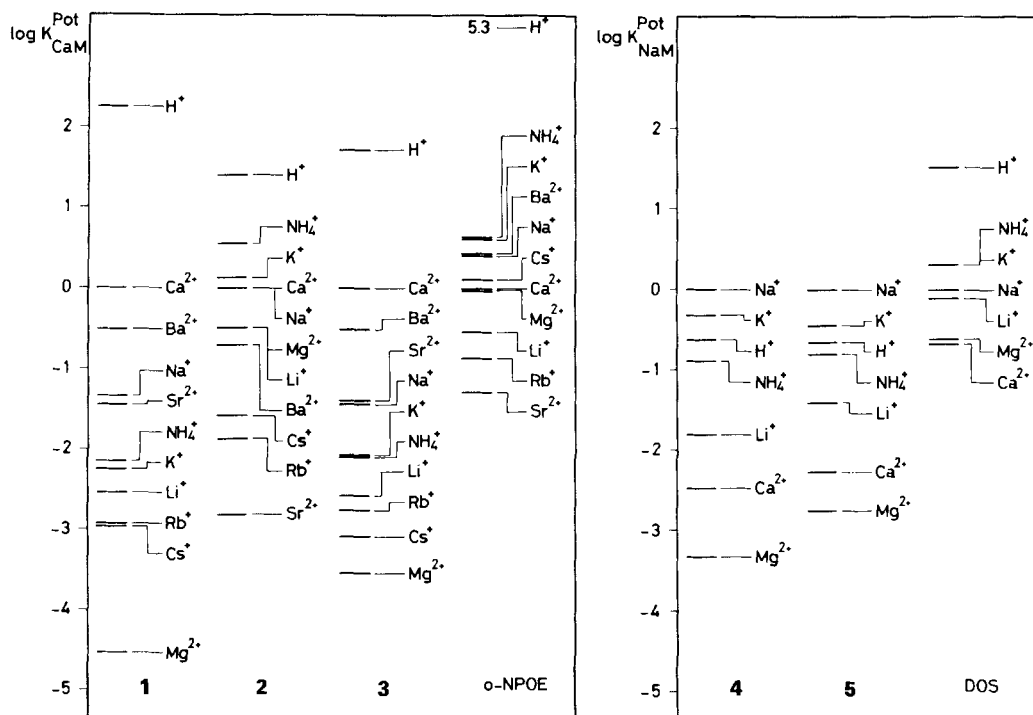 log K Pot CaM
2
1
0
-1
-2
-3
-4
-5
H⁺
Ca²⁺
Ba²⁺
Na⁺
Sr²⁺
NH₄⁺
K⁺
Li⁺
Rb⁺
Cs⁺
Mg²⁺
1
H⁺
NH₄⁺
K⁺
Ca²⁺
Na⁺
Mg²⁺
Li⁺
Ba²⁺
Cs⁺
Rb⁺
Sr²⁺
2
H⁺
Ca²⁺
Ba²⁺
Sr²⁺
Na⁺
K⁺
NH₄⁺
Li⁺
Rb⁺
Cs⁺
Mg²⁺
3
5.3 H⁺
NH₄⁺
K⁺
Ba²⁺
Na⁺
Cs⁺
Ca²⁺
Mg²⁺
Li⁺
Rb⁺
Sr²⁺
o-NPOE
log K Pot NaM
2
1
0
-1
-2
-3
-4
-5
Na⁺
K⁺
H⁺
NH₄⁺
Li⁺
Ca²⁺
Mg²⁺
4
Na⁺
K⁺
H⁺
NH₄⁺
Li⁺
Ca²⁺
Mg²⁺
5
H⁺
NH₄⁺
K⁺
Na⁺
Li⁺
Mg²⁺
Ca²⁺
DOS